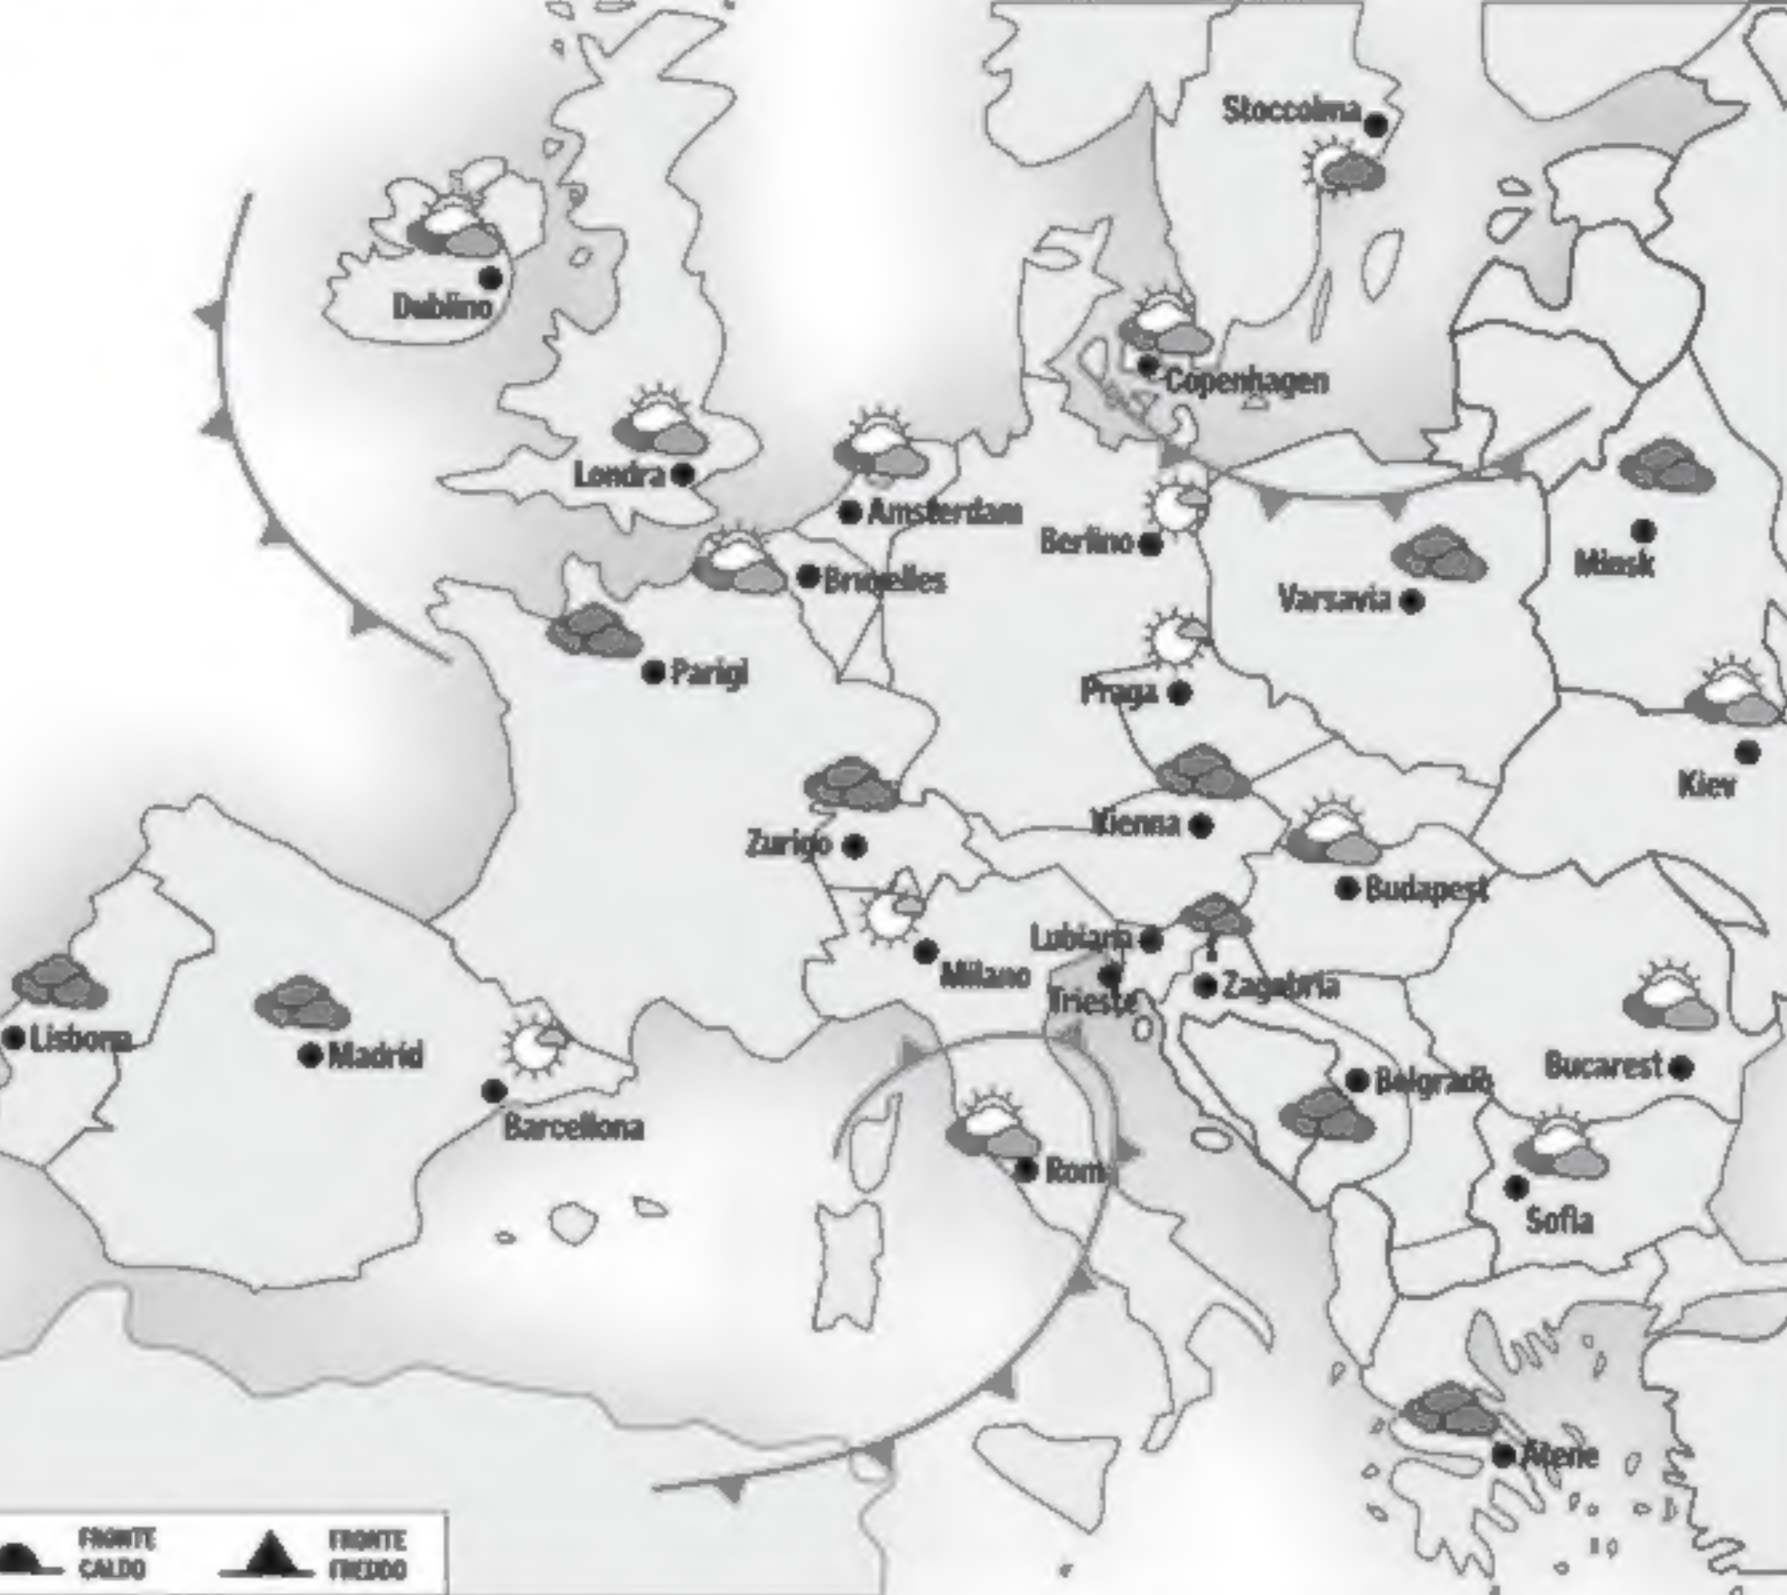 Stoccolma
Dublino
Copenhagen
Londra
Amsterdam
Berlino
Minsk
Bruxelles
Varsavia
Parigi
Praga
Kiev
Vienna
Zurigo
Budapest
Lubiana
Milano
Zagabria
Trieste
Lisbona
Madrid
Bucarest
Belgrado
Barcellona
Rom
Sofia
Atene
FRONTE
CALDO
FRONTE
FREDDO